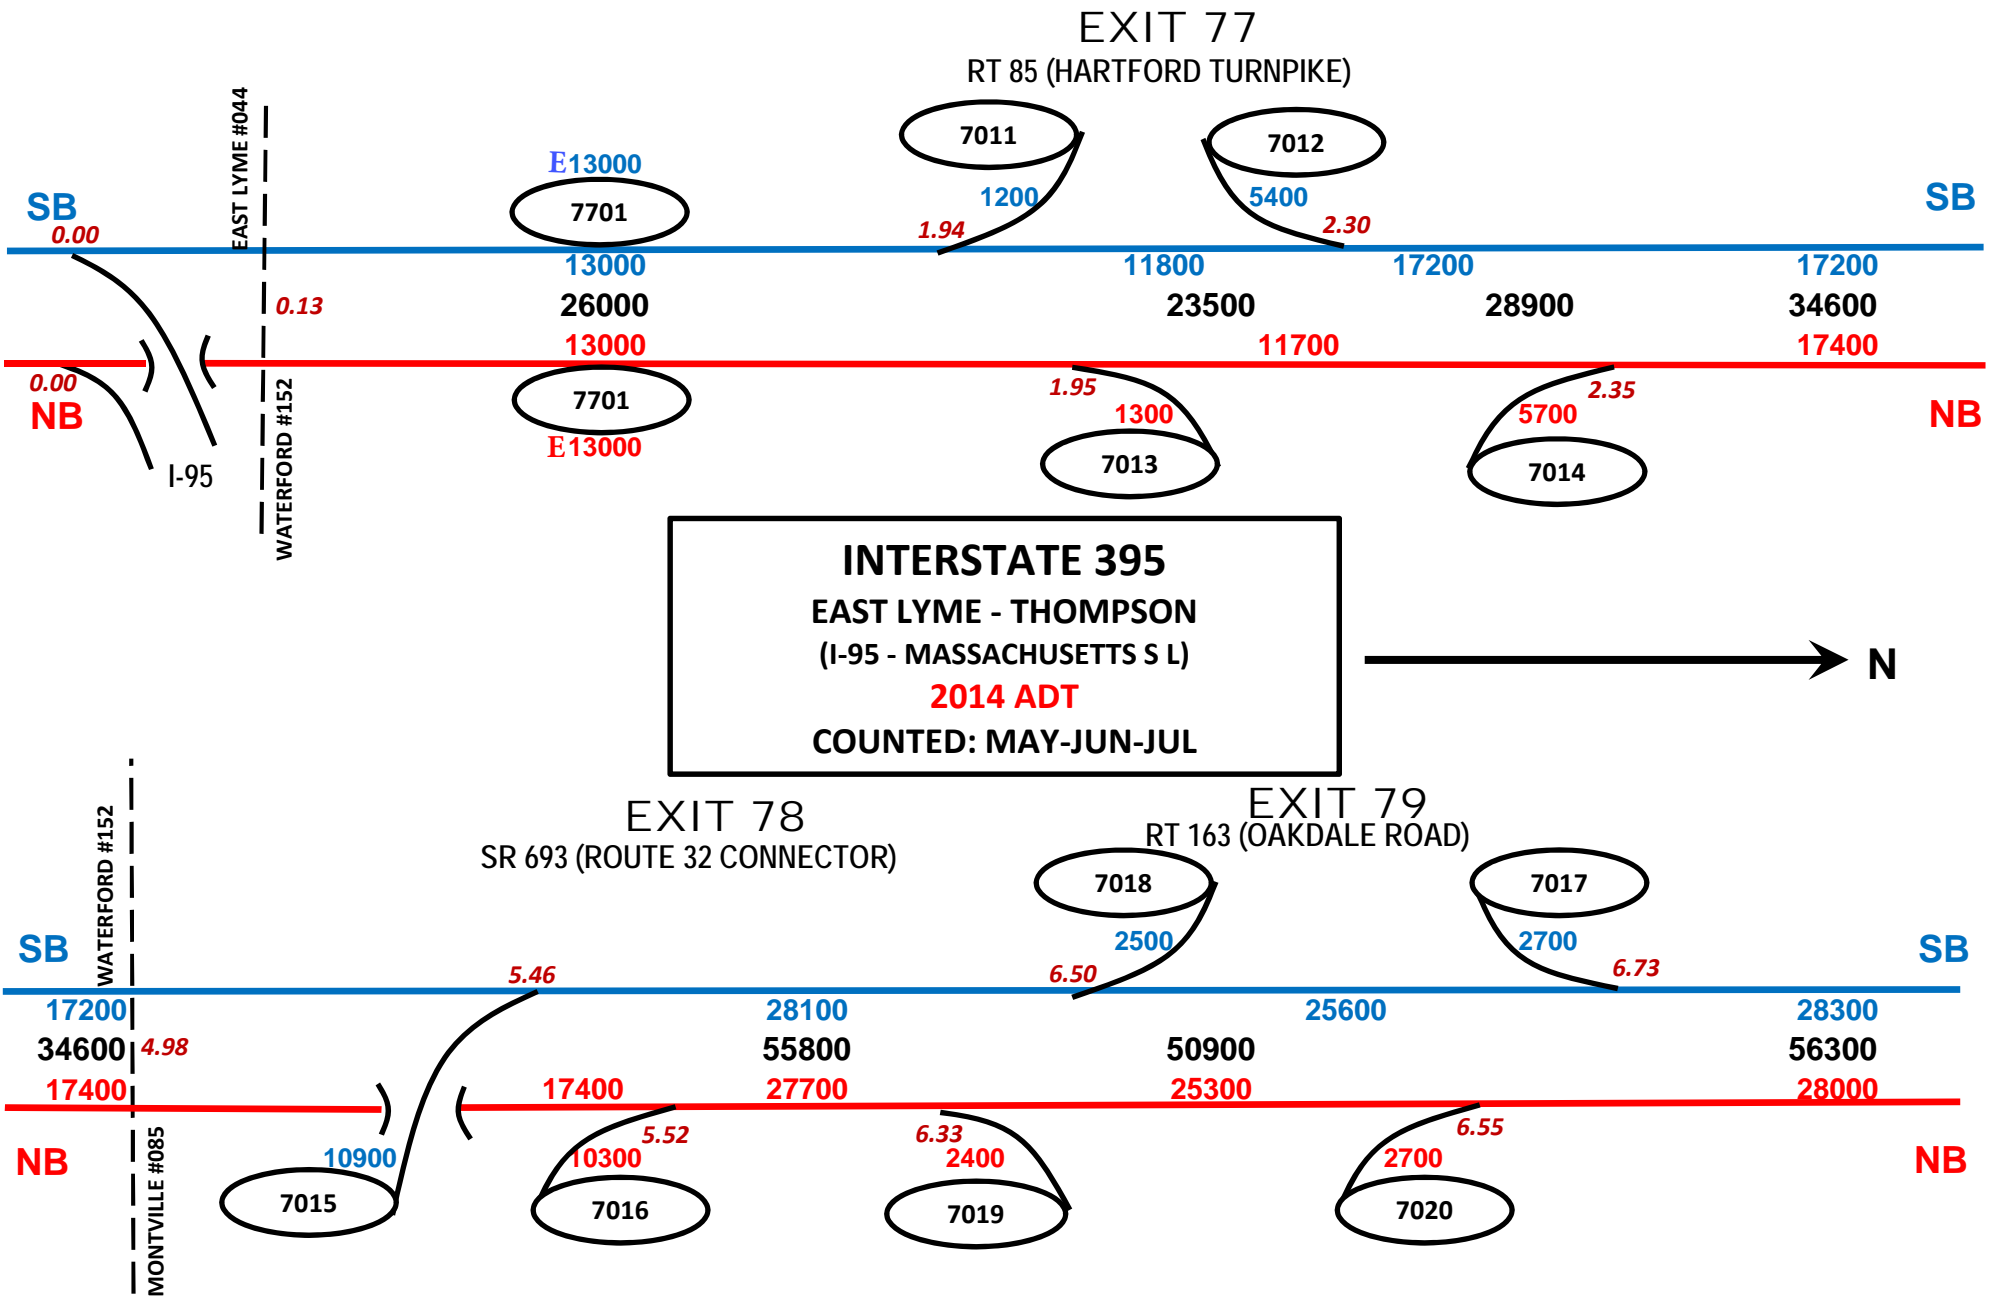 EXIT 77
RT 85 (HARTFORD TURNPIKE)
EAST LYME #044
7011
7012
E13000
7701
1200
5400
SB
SB
0.00
1.94
2.30
13000
11800
17200
17200
0.13
26000
23500
28900
34600
13000
11700
17400
0.00
1.95
2.35
NB
7701
1300
5700
NB
E13000
7013
7014
I-95
WATERFORD #152
INTERSTATE 395
EAST LYME - THOMPSON
(I-95 - MASSACHUSETTS S L)
2014 ADT
COUNTED: MAY-JUN-JUL
N
WATERFORD #152
EXIT 78
SR 693 (ROUTE 32 CONNECTOR)
EXIT 79
RT 163 (OAKDALE ROAD)
7018
7017
SB
2500
2700
SB
5.46
6.50
6.73
17200
28100
25600
28300
34600
4.98
55800
50900
56300
17400
17400
27700
25300
28000
5.52
6.33
6.55
NB
10900
10300
2400
2700
NB
7015
7016
7019
7020
MONTVILLE #085